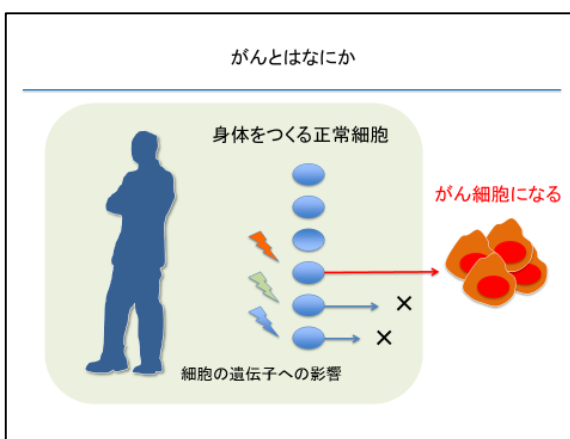 がんとはなにか
身体をつくる正常細胞
がん細胞になる
×
×
細胞の遺伝子への影響